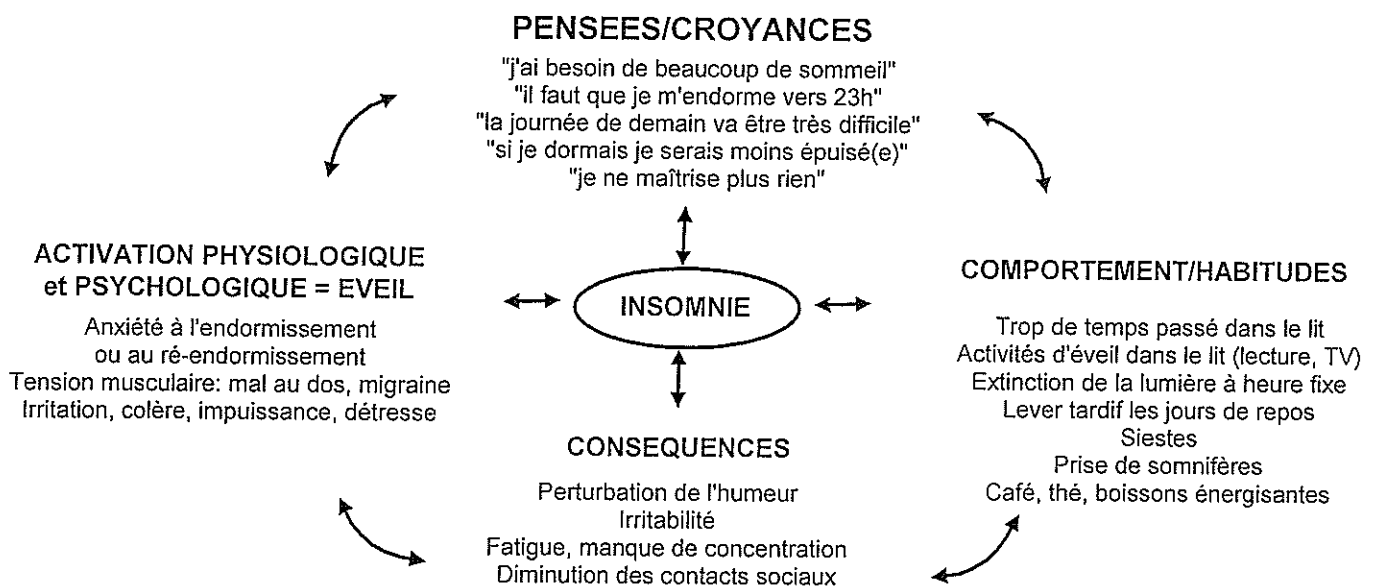 PENSEES/CROYANCES
"j'ai besoin de beaucoup de sommeil"
"il faut que je m'endorme vers 23h"
"la journée de demain va être très difficile"
"si je dormais je serais moins épuisé(e)"
"je ne maîtrise plus rien"
ACTIVATION PHYSIOLOGIQUE
et PSYCHOLOGIQUE = EVEIL
Anxiété à l'endormissement
ou au ré-endormissement
Tension musculaire: mal au dos, migraine
Irritation, colère, impuissance, détresse
INSOMNIE
COMPORTEMENT/HABITUDES
Trop de temps passé dans le lit
Activités d'éveil dans le lit (lecture, TV)
Extinction de la lumière à heure fixe
Lever tardif les jours de repos
Siestes
Prise de somnifères
Café, thé, boissons énergisantes
CONSEQUENCES
Perturbation de l'humeur
Irritabilité
Fatigue, manque de concentration
Diminution des contacts sociaux